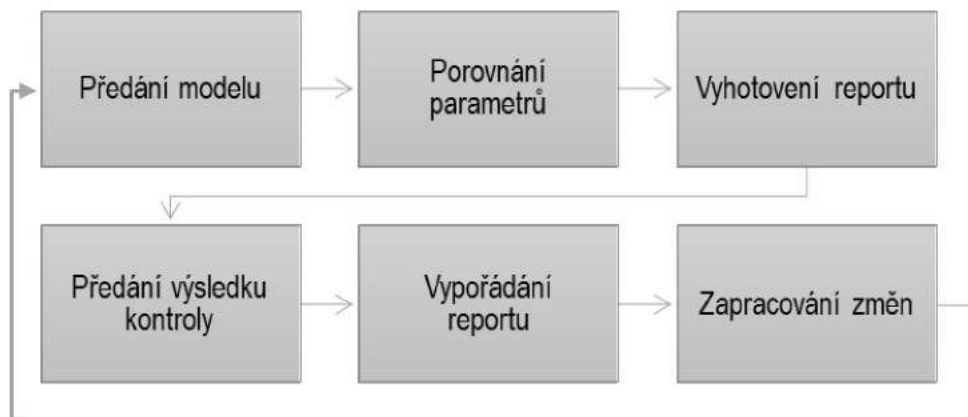 Předání modelu
Porovnání
parametrů
Vyhotovení reportu
Předání výsledku
kontroly
Vypořádání
reportu
Zapracování změn